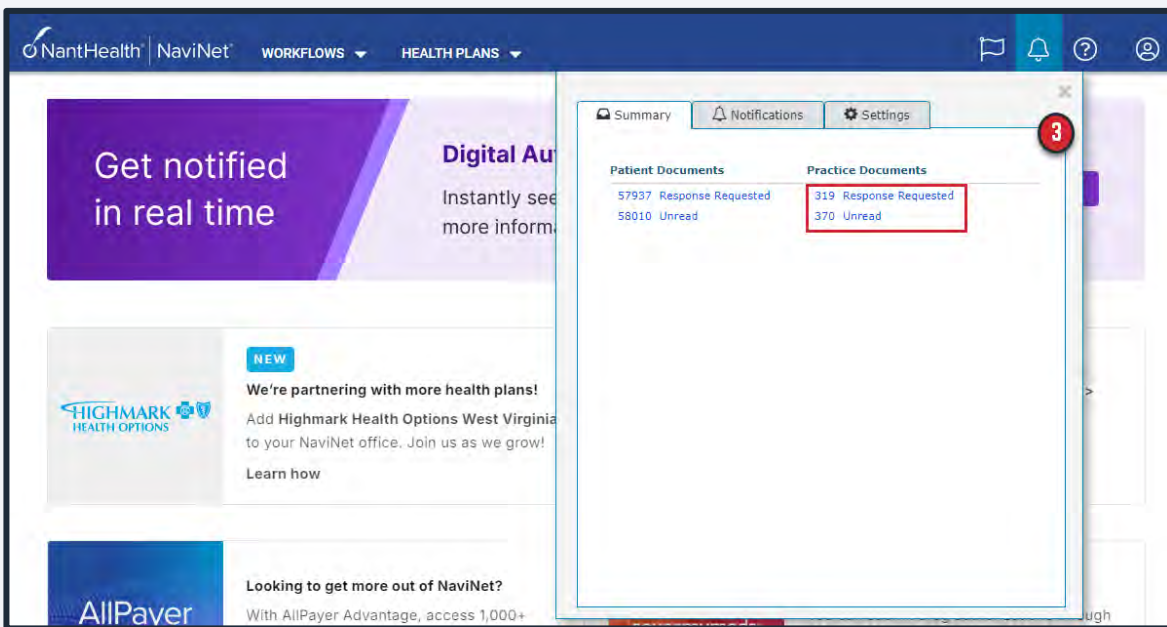 NantHealth® | NaviNet® WORKFLOWS HEALTH PLANS
Summary Notifications Settings
3
Patient Documents Practice Documents
57937 Response Requested 319 Response Requested
58010 Unread 370 Unread
Get notified
in real time
Digital Au
Instantly see
more inform
HIGHMARK
HEALTH OPTIONS
NEW
We're partnering with more health plans!
Add Highmark Health Options West Virginia
to your NaviNet office. Join us as we grow!
Learn how
>
AllPayer
Looking to get more out of NaviNet?
With AllPayer Advantage, access 1,000+
ugh